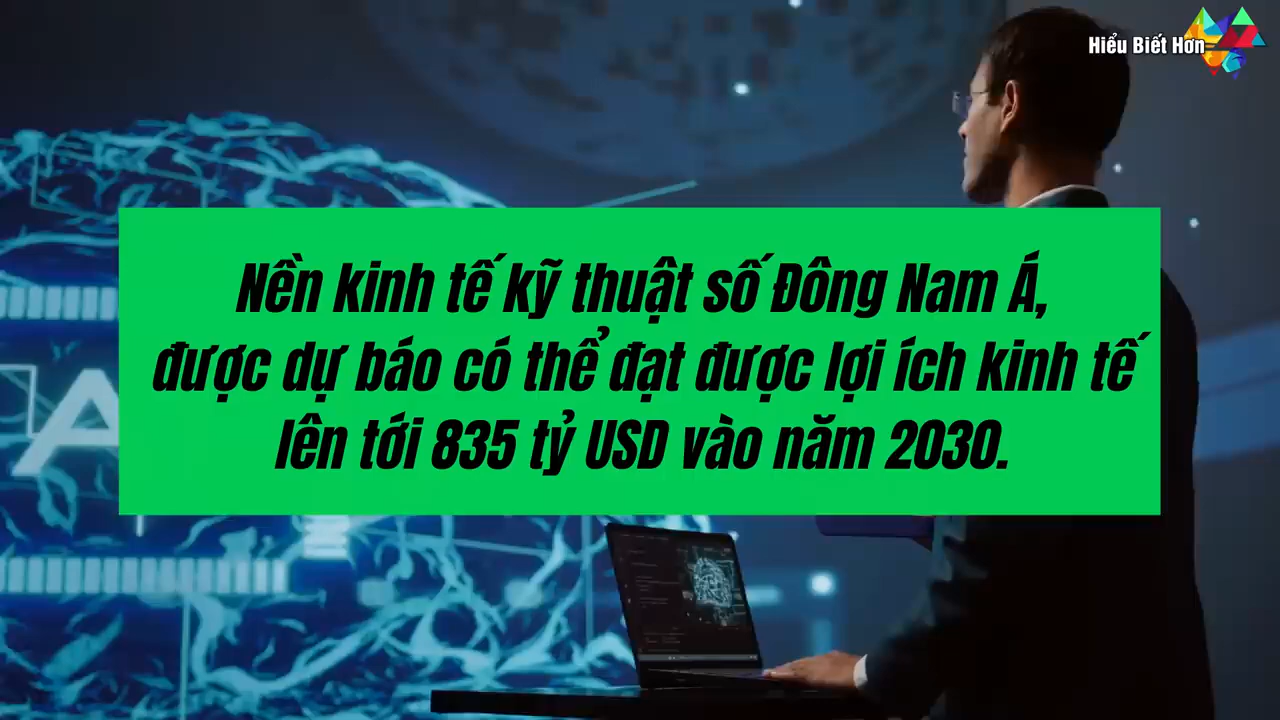 Hiểu Biết Hơn
Nền kinh tế kỹ thuật số Đông Nam Á,
được dự báo có thể đạt được lợi ích kinh tế
lên tới 835 tỷ USD vào năm 2030.
A